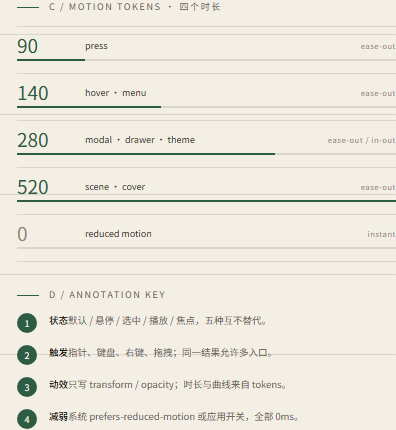 C / MOTION TOKENS · 四个时长
90 press ease-out
140 hover · menu ease-out
280 modal · drawer · theme ease-out / in-out
520 scene · cover ease-out
0 reduced motion instant
D / ANNOTATION KEY
1 状态默认 / 悬停 / 选中 / 播放 / 焦点，五种互不替代。
2 触发指针、键盘、右键、拖拽；同一结果允许多入口。
3 动效只写 transform / opacity；时长与曲线来自 tokens。
4 减弱系统 prefers-reduced-motion 或应用开关，全部 0ms。